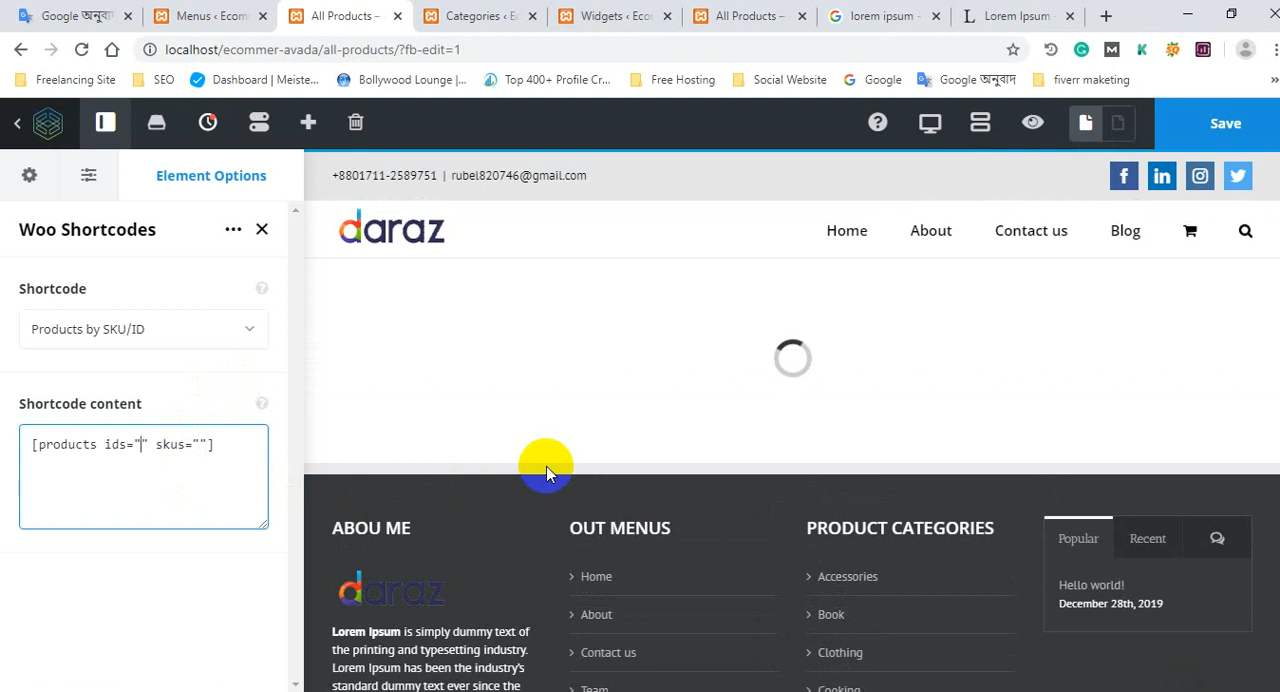 Google অনুবাদ
Menus ‹ Ecom
All Products –
Categories ‹ E
Widgets ‹ Ecom
All Products –
lorem ipsum -
Lorem Ipsum
localhost/ecommer-avada/all-products/?fb-edit=1
Freelancing Site
SEO
Dashboard | Meiste...
Bollywood Lounge |...
Top 400+ Profile Cr...
Free Hosting
Social Website
Google
Google অনুবাদ
fiverr maketing
Save
Element Options
+8801711-2589751 | rubel820746@gmail.com
Woo Shortcodes
daraz
Home
About
Contact us
Blog
Shortcode
Products by SKU/ID
Shortcode content
[products ids="" skus=""]
ABOU ME
OUT MENUS
PRODUCT CATEGORIES
Popular
Recent
daraz
Home
Accessories
Hello world!
December 28th, 2019
About
Book
Lorem Ipsum is simply dummy text of
the printing and typesetting industry.
Lorem Ipsum has been the industry's
standard dummy text ever since the
Contact us
Clothing
Team
Cooking